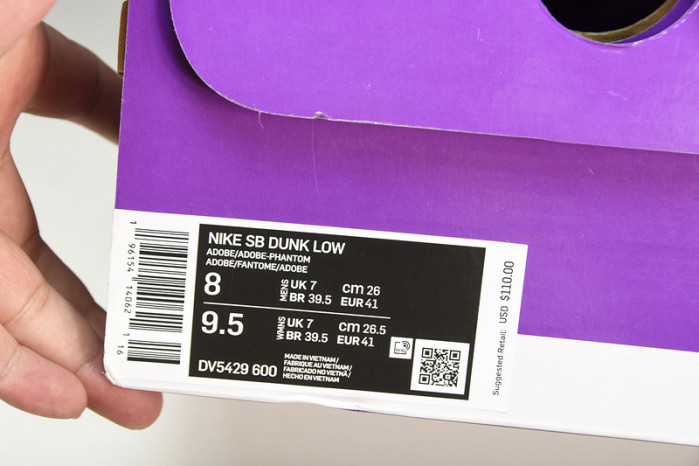 NIKE SB DUNK LOW
ADOBE/ADOBE-PHANTOM
ADOBE/FANTOME/ADOBE
8 MENS UK 7 cm 26
BR 39.5 EUR 41
9.5 WMNS UK 7 cm 26.5
BR 39.5 EUR 41
DV5429 600
MADE IN VIETNAM/
FABRIQUE AU VIETNAM/
FABRICADO NO VIETNÃ/
HECHO EN VIETNAM
1 96154 14062 1 16
Suggested Retail: USD $110.00